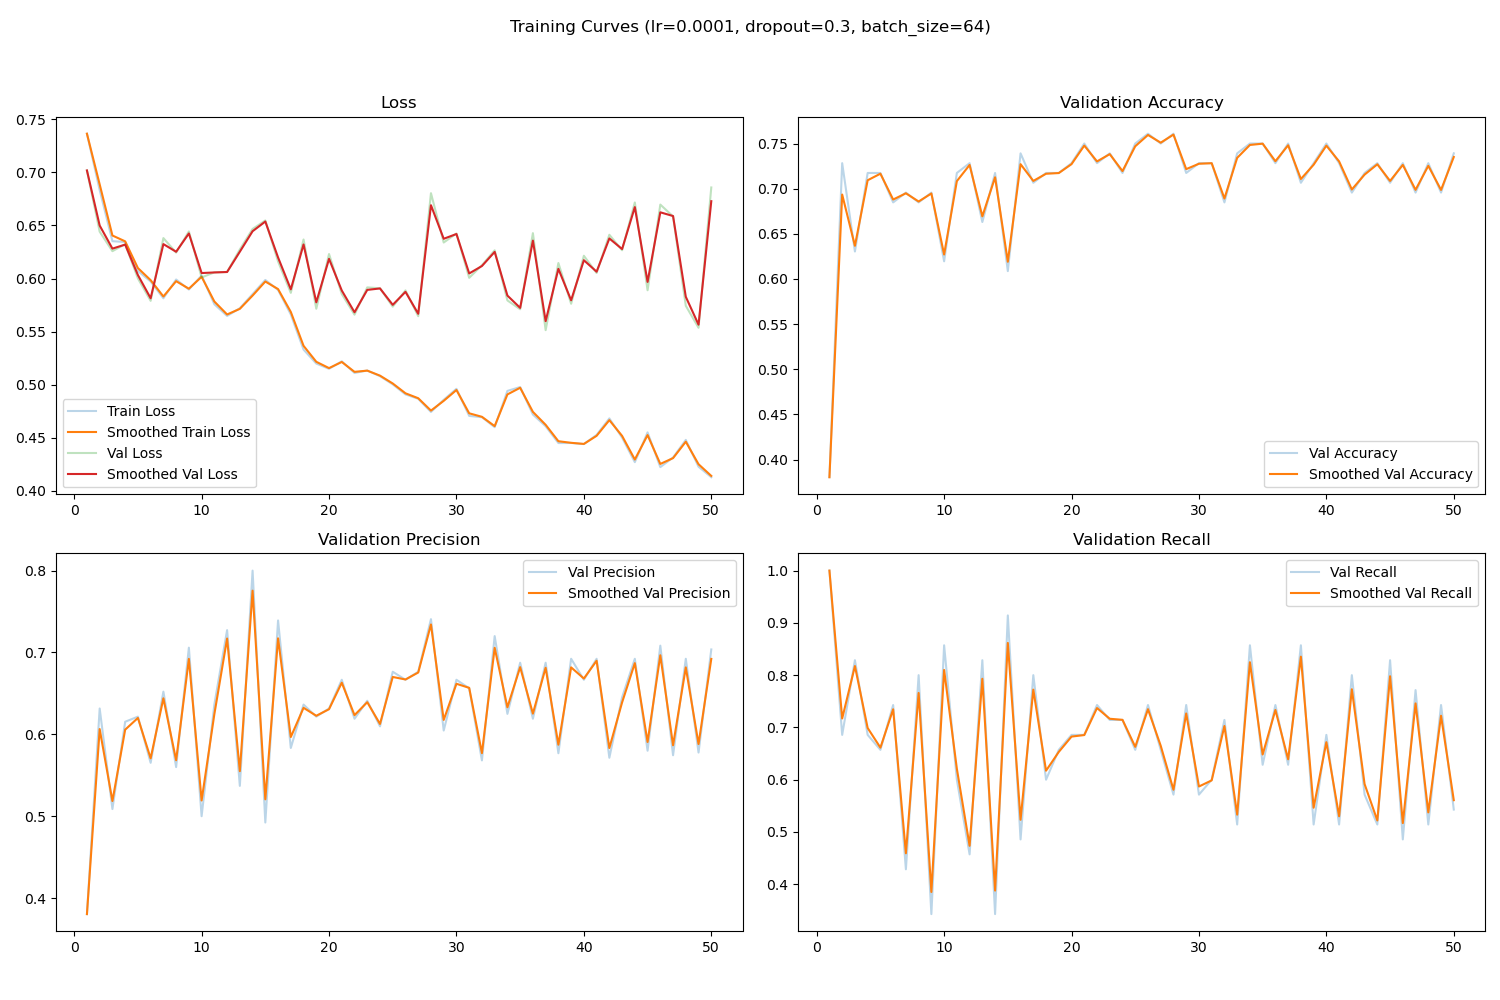 Training Curves (lr=0.0001, dropout=0.3, batch_size=64)
Loss
0.75
0.70
0.65
0.60
0.55
0.50
0.45
0.40
0 10 20 30 40 50
Train Loss
Smoothed Train Loss
Val Loss
Smoothed Val Loss
Validation Accuracy
0.75
0.70
0.65
0.60
0.55
0.50
0.45
0.40
0 10 20 30 40 50
Val Accuracy
Smoothed Val Accuracy
Validation Precision
0.8
0.7
0.6
0.5
0.4
0 10 20 30 40 50
Val Precision
Smoothed Val Precision
Validation Recall
1.0
0.9
0.8
0.7
0.6
0.5
0.4
0 10 20 30 40 50
Val Recall
Smoothed Val Recall